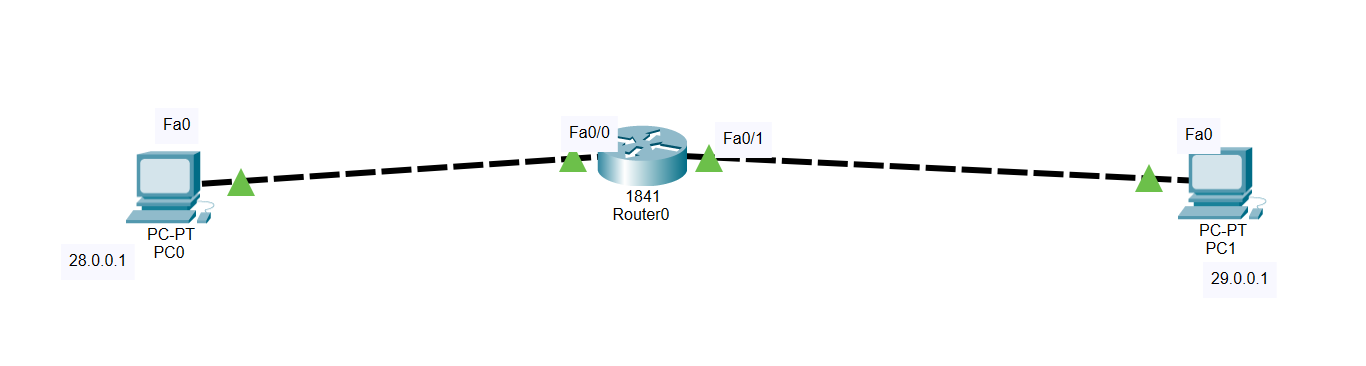 Fa0
Fa0/0
Fa0/1
Fa0
1841
Router0
PC-PT
PC0
28.0.0.1
PC-PT
PC1
29.0.0.1